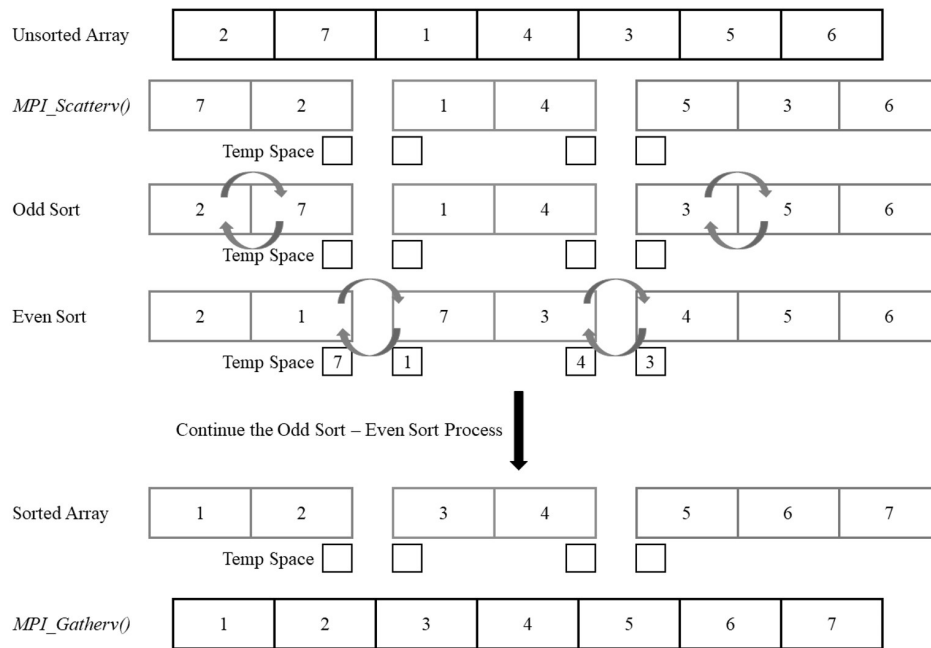 Unsorted Array 2 7 1 4 3 5 6
MPI_Scatterv() 7 2 1 4 5 3 6
Temp Space
Odd Sort 2 7 1 4 3 5 6
Temp Space
Even Sort 2 1 7 3 4 5 6
Temp Space 7 1 4 3
Continue the Odd Sort – Even Sort Process
Sorted Array 1 2 3 4 5 6 7
Temp Space
MPI_Gatherv() 1 2 3 4 5 6 7